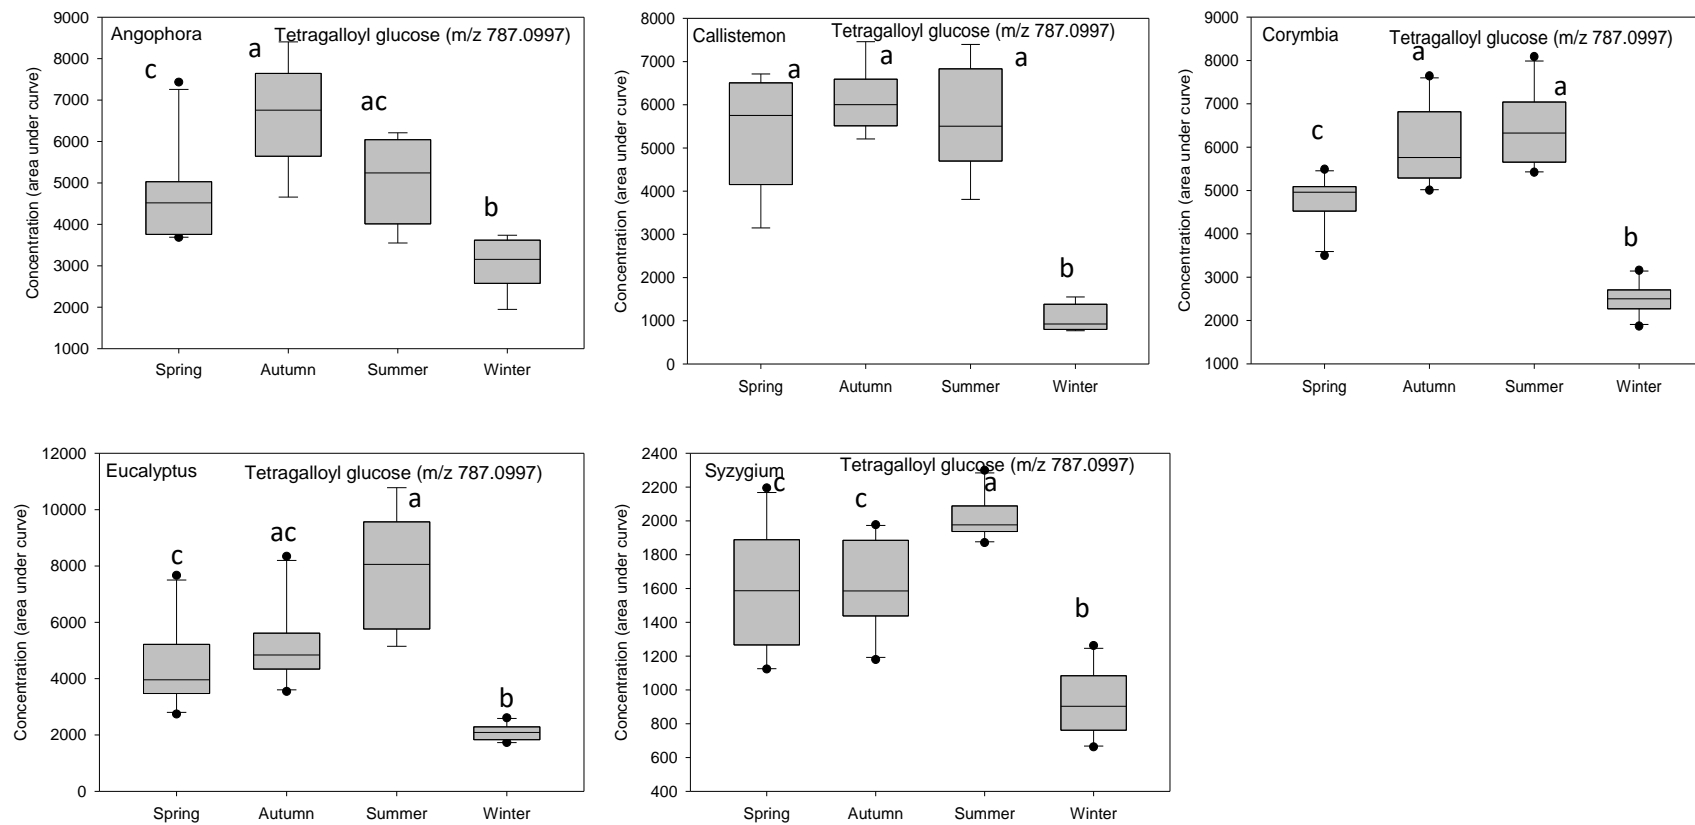 Angophora
Tetragalloyl glucose (m/z 787.0997)
Concentration (area under curve)
9000
8000
7000
6000
5000
4000
3000
2000
1000
c
a
ac
b
Spring Autumn Summer Winter
Callistemon
Tetragalloyl glucose (m/z 787.0997)
Concentration (area under curve)
8000
7000
6000
5000
4000
3000
2000
1000
0
a
a
a
b
Spring Autumn Summer Winter
Corymbia
Tetragalloyl glucose (m/z 787.0997)
Concentration (area under curve)
9000
8000
7000
6000
5000
4000
3000
2000
1000
c
a
a
b
Spring Autumn Summer Winter
Eucalyptus
Tetragalloyl glucose (m/z 787.0997)
Concentration (area under curve)
12000
10000
8000
6000
4000
2000
0
c
ac
a
b
Spring Autumn Summer Winter
Syzygium
Tetragalloyl glucose (m/z 787.0997)
Concentration (area under curve)
2400
2200
2000
1800
1600
1400
1200
1000
800
600
400
c
c
a
b
Spring Autumn Summer Winter